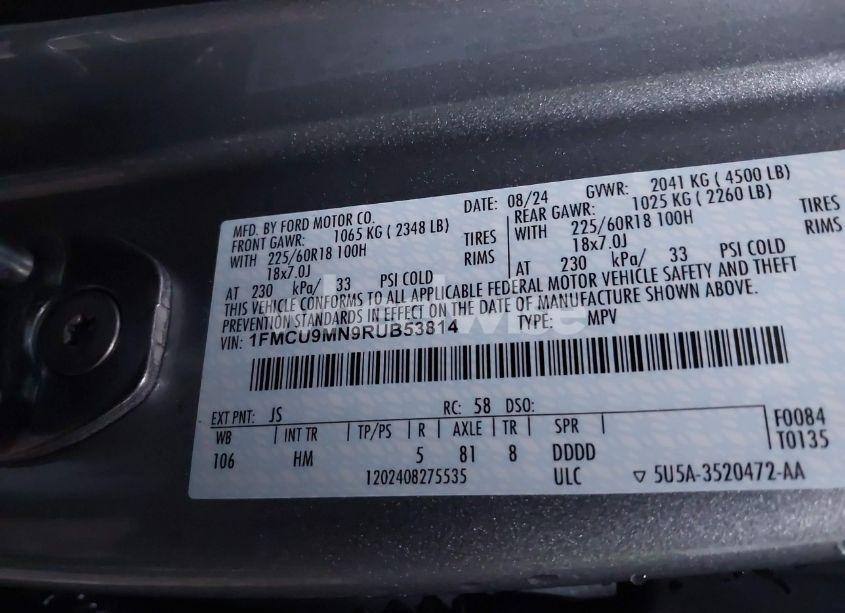 MFD. BY FORD MOTOR CO. DATE: 08/24 GVWR: 2041 KG ( 4500 LB)
FRONT GAWR: 1065 KG ( 2348 LB) REAR GAWR: 1025 KG ( 2260 LB)
WITH 225/60R18 100H TIRES WITH 225/60R18 100H TIRES
18x7.0J RIMS 18x7.0J RIMS
AT 230 kPa/ 33 PSI COLD AT 230 kPa/ 33 PSI COLD
THIS VEHICLE CONFORMS TO ALL APPLICABLE FEDERAL MOTOR VEHICLE SAFETY AND THEFT
PREVENTION STANDARDS IN EFFECT ON THE DATE OF MANUFACTURE SHOWN ABOVE.
VIN: 1FMCU9MN9RUB53814 TYPE: MPV
EXT PNT: JS RC: 58 DSO:
WB INT TR TP/PS R AXLE TR SPR F0084
106 HM 5 81 8 DDDD T0135
1202408275535 ULC ▽ 5U5A-3520472-AA